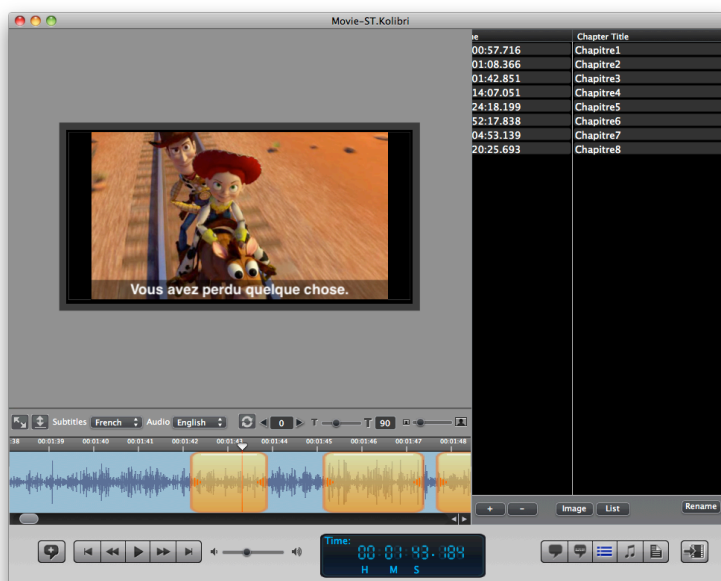 Movie-ST.Kolibri
Chapter Title
00:57.716 Chapitre1
01:08.366 Chapitre2
01:42.851 Chapitre3
14:07.051 Chapitre4
24:18.199 Chapitre5
52:17.838 Chapitre6
04:53.139 Chapitre7
20:25.693 Chapitre8
Vous avez perdu quelque chose.
Subtitles French Audio English 0 T T 90
:38 00:01:39 00:01:40 00:01:41 00:01:42 00:01:43 00:01:44 00:01:45 00:01:46 00:01:47 00:01:48
+ - Image List Rename
Time:
00:01:43.184
H M S